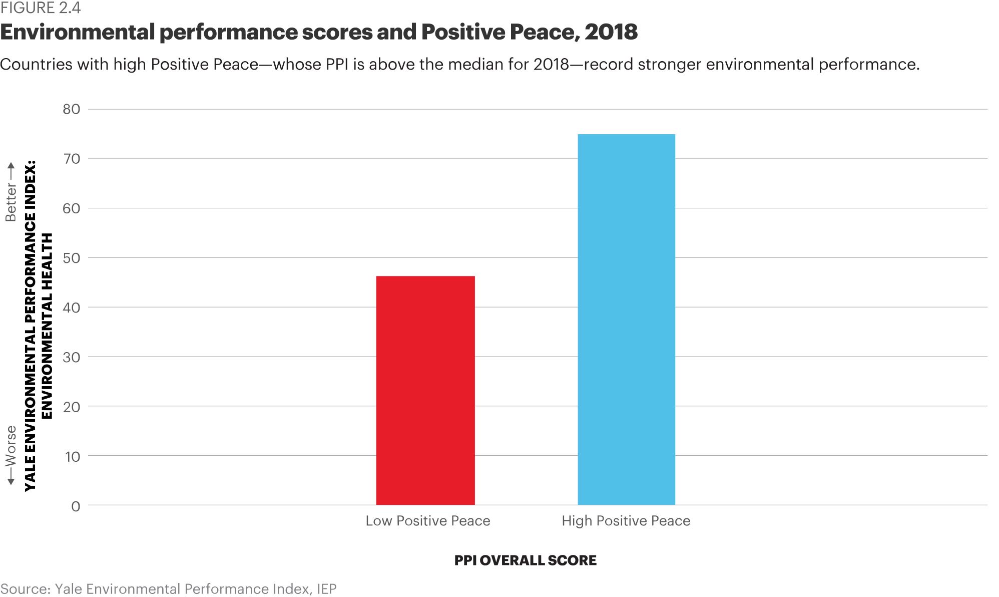 FIGURE 2.4
Environmental performance scores and Positive Peace, 2018
Countries with high Positive Peace—whose PPI is above the median for 2018—record stronger environmental performance.
Better
Worse
YALE ENVIRONMENTAL PERFORMANCE INDEX:
ENVIRONMENTAL HEALTH
80
70
60
50
40
30
20
10
0
Low Positive Peace
High Positive Peace
PPI OVERALL SCORE
Source: Yale Environmental Performance Index, IEP